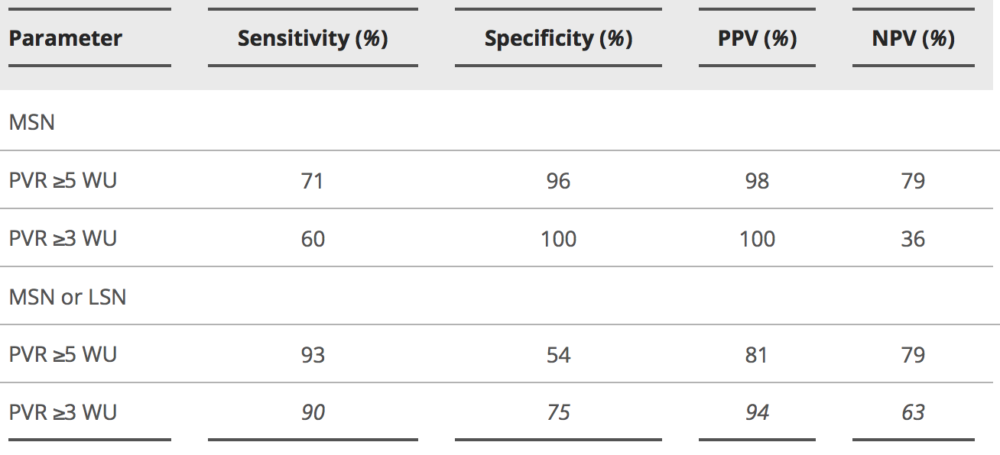 Parameter Sensitivity (%) Specificity (%) PPV (%) NPV (%)
MSN
PVR ≥5 WU 71 96 98 79
PVR ≥3 WU 60 100 100 36
MSN or LSN
PVR ≥5 WU 93 54 81 79
PVR ≥3 WU 90 75 94 63